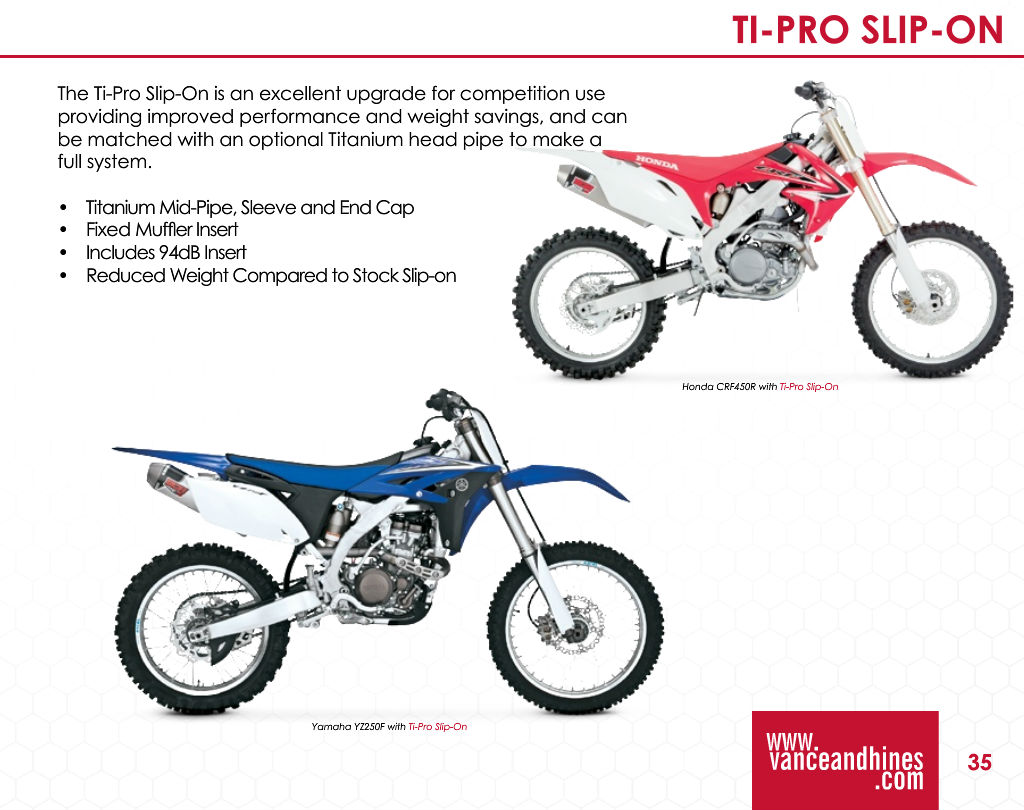 TI-PRO SLIP-ON
The Ti-Pro Slip-On is an excellent upgrade for competition use
providing improved performance and weight savings, and can
be matched with an optional Titanium head pipe to make a
full system.
• Titanium Mid-Pipe, Sleeve and End Cap
• Fixed Muffler Insert
• Includes 94dB Insert
• Reduced Weight Compared to Stock Slip-on
HONDA
Honda CRF450R with Ti-Pro Slip-On
Yamaha YZ250F with Ti-Pro Slip-On
www.
vanceandhines
.com
35